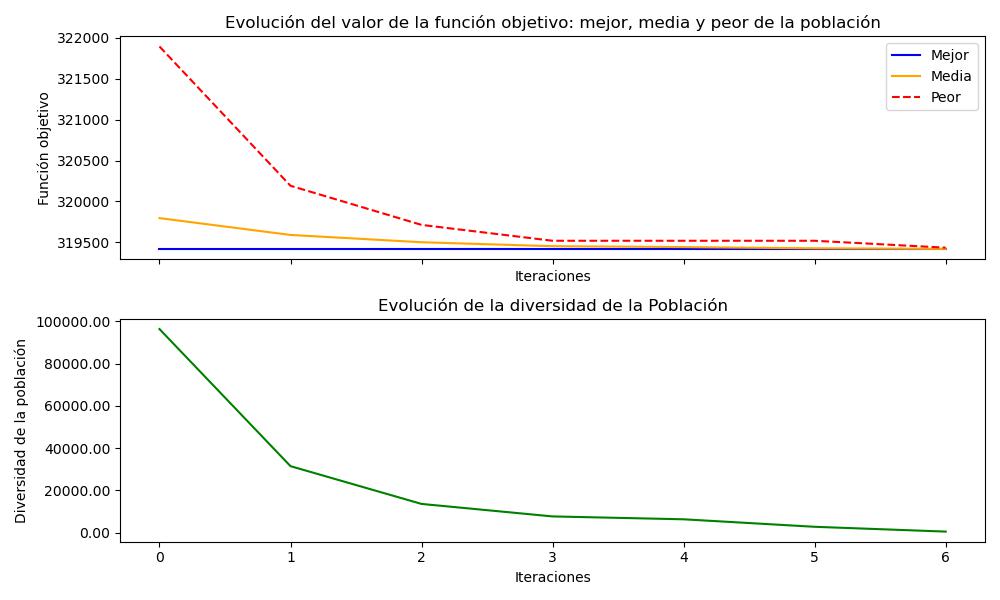 Evolución del valor de la función objetivo: mejor, media y peor de la población
322000
321500
321000
320500
320000
319500
Función objetivo
Mejor
Media
Peor
Iteraciones
Evolución de la diversidad de la Población
100000.00
80000.00
60000.00
40000.00
20000.00
0.00
Diversidad de la población
0 1 2 3 4 5 6
Iteraciones